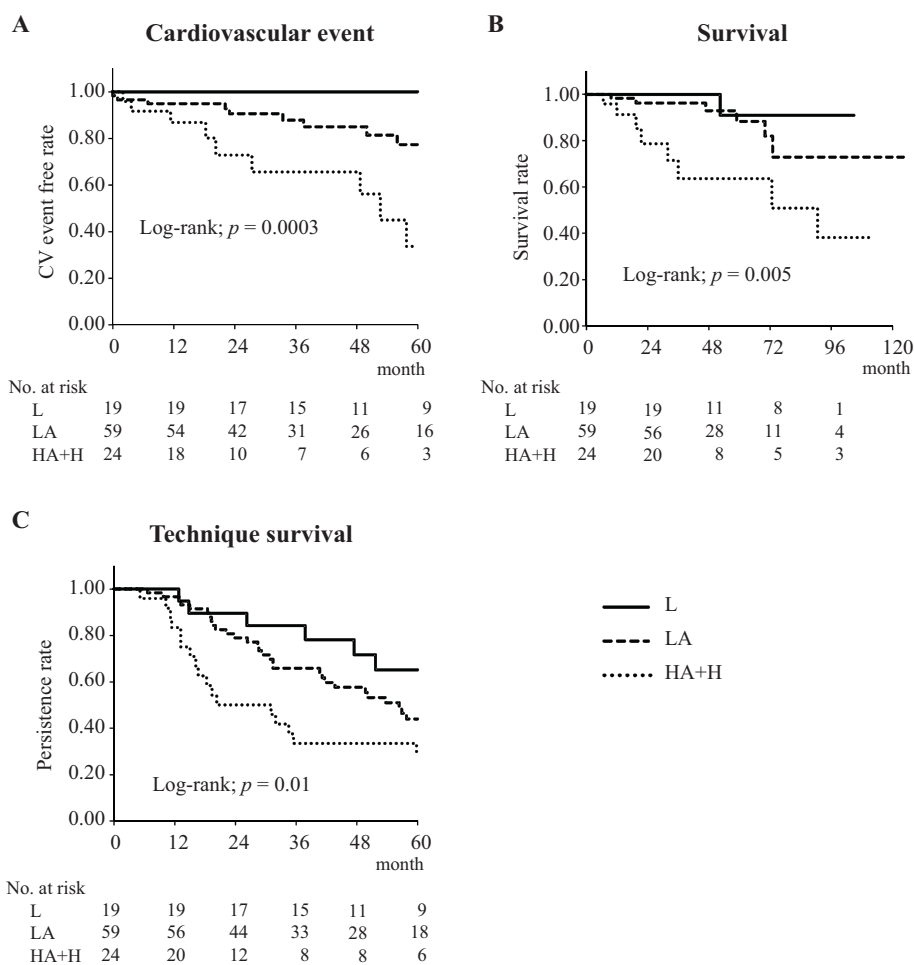 A
Cardiovascular event
1.00
0.80
0.60
0.40
0.20
0.00
CV event free rate
Log-rank; p = 0.0003
0 12 24 36 48 60
month
No. at risk
L 19 19 17 15 11 9
LA 59 54 42 31 26 16
HA+H 24 18 10 7 6 3
B
Survival
1.00
0.80
0.60
0.40
0.20
0.00
Survival rate
Log-rank; p = 0.005
0 24 48 72 96 120
month
No. at risk
L 19 19 11 8 1
LA 59 56 28 11 4
HA+H 24 20 8 5 3
C
Technique survival
1.00
0.80
0.60
0.40
0.20
0.00
Persistence rate
Log-rank; p = 0.01
0 12 24 36 48 60
month
No. at risk
L 19 19 17 15 11 9
LA 59 56 44 33 28 18
HA+H 24 20 12 8 8 6
L
LA
HA+H